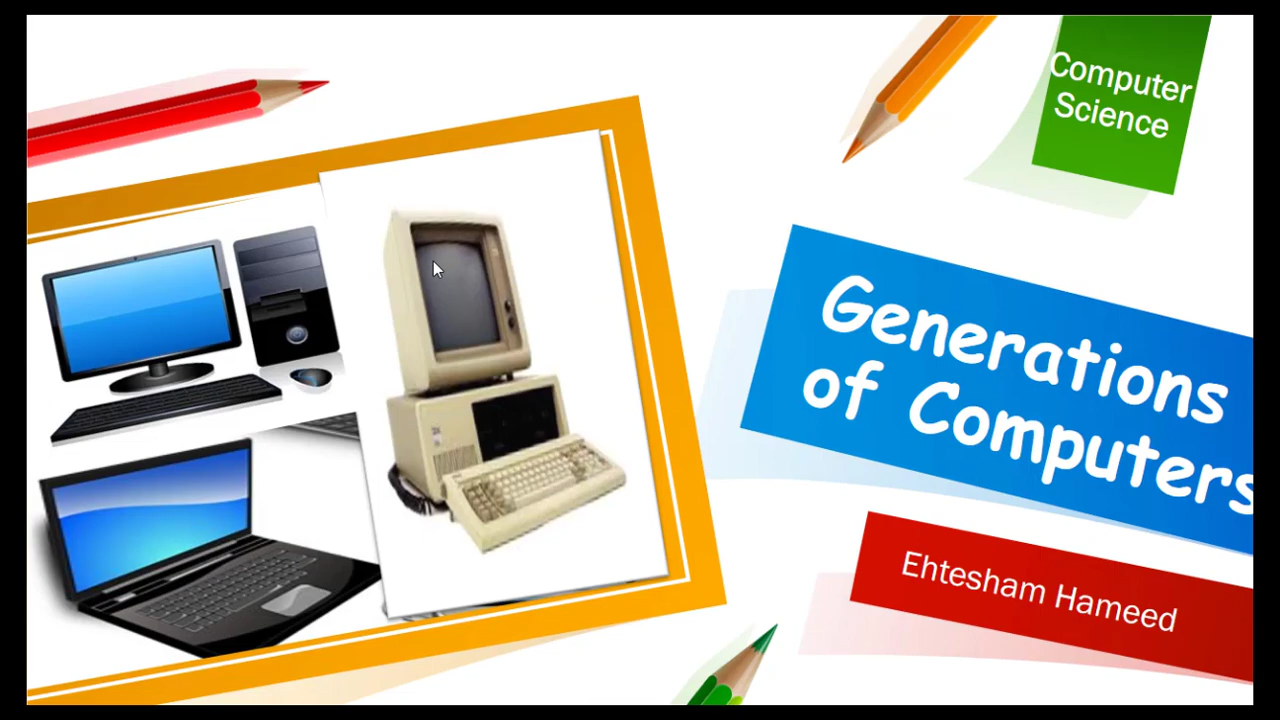 Computer
Science
Generations
of Computers
Ehtesham Hameed